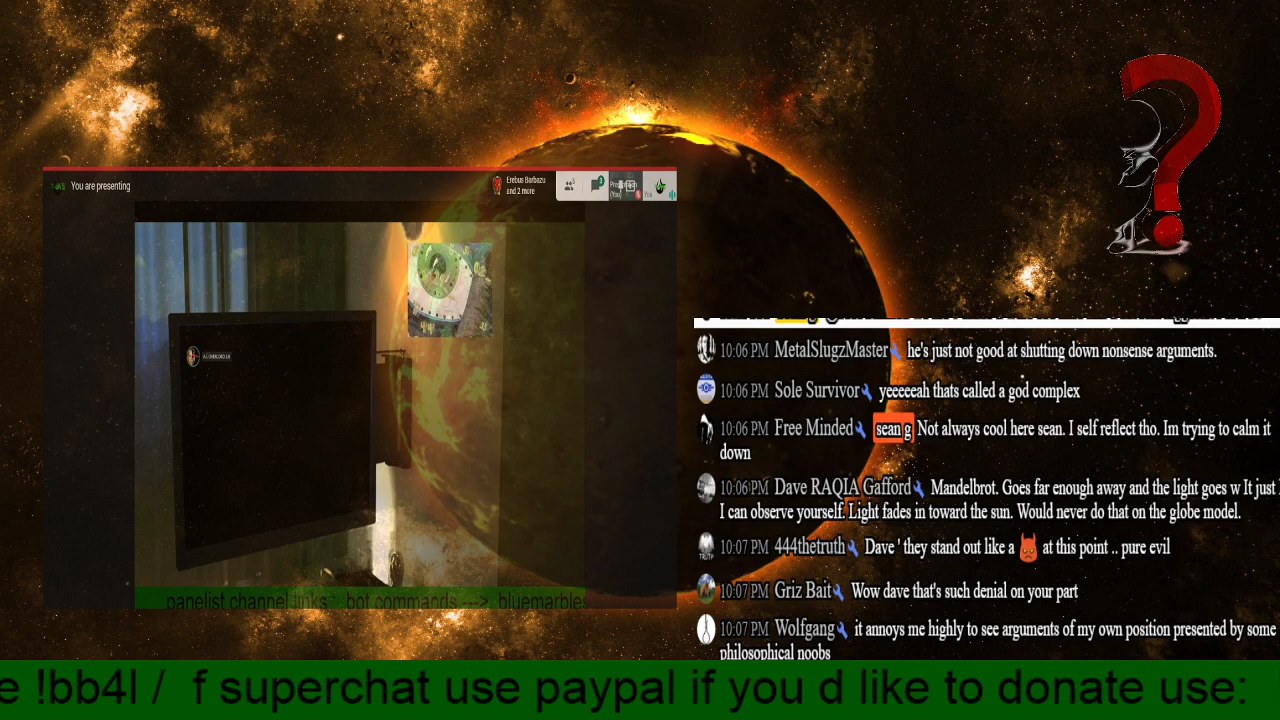 You are presenting
Erebus Barbazu
and 2 more
You
10:06 PM MetalSlugzMaster he's just not good at shutting down nonsense arguments.
10:06 PM Sole Survivor yeeeeeah thats called a god complex
10:06 PM Free Minded sean g Not always cool here sean. I self reflect tho. Im trying to calm it
down
10:06 PM Dave RAQIA Gafford Mandelbrot. Goes far enough away and the light goes w It just
I can observe yourself. Light fades in toward the sun. Would never do that on the globe model.
TRUTH
10:07 PM 444thetruth Dave ' they stand out like a at this point .. pure evil
10:07 PM Griz Bait Wow dave that's such denial on your part
10:07 PM Wolfgang it annoys me highly to see arguments of my own position presented by some
philosophical noobs
panelist channel links bot commands ---> bluemarbles
e !bb4l / f superchat use paypal if you d like to donate use: